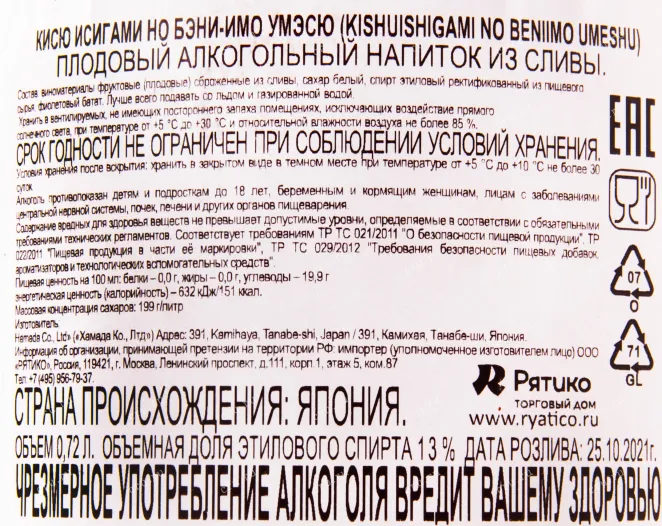 КИСЮ ИСИГАМИ НО БЭНИ-ИМО УМЭСЮ (KISHUISHIGAMI NO BENIIMO UMESHU)
ПЛОДОВЫЙ АЛКОГОЛЬНЫЙ НАПИТОК ИЗ СЛИВЫ.
Состав: виноматериалы фруктовые (плодовые) сброженные из сливы, сахар белый, спирт этиловый ректификованный из пищевого
сырья, фиолетовый батат. Лучше всего подавать со льдом и газированной водой.
Хранить в вентилируемых, не имеющих постороннего запаха помещениях, исключающих воздействие прямого
солнечного света, при температуре от +5 °С до +30 °С и относительной влажности воздуха не более 85 %.
СРОК ГОДНОСТИ НЕ ОГРАНИЧЕН ПРИ СОБЛЮДЕНИИ УСЛОВИЙ ХРАНЕНИЯ.
Условия хранения после вскрытия: хранить в закрытом виде в темном месте при температуре от +5 °С до +10 °С не более 30
суток
Алкоголь противопоказан детям и подросткам до 18 лет, беременным и кормящим женщинам, лицам с заболеваниями
центральной нервной системы, почек, печени и других органов пищеварения.
Содержание вредных для здоровья веществ не превышает допустимые уровни, определяемые в соответствии с обязательными
требованиями технических регламентов. Соответствует требованиям ТР ТС 021/2011 "О безопасности пищевой продукции", ТР
022/2011 "Пищевая продукция в части её маркировки", ТР ТС 029/2012 "Требования безопасности пищевых добавок,
ароматизаторов и технологических вспомогательных средств".
Пищевая ценность на 100 мл: белки – 0,0 г, жиры – 0,0 г, углеводы – 19,9 г
энергетическая ценность (калорийность) – 632 кДж/151 ккал.
Массовая концентрация сахаров: 199 г/литр
Изготовитель:
Hamada Co., Ltd» («Хамада Ко., Лтд») Адрес: 391, Kamihaya, Tanabe-shi, Japan / 391, Камихая, Танабе-ши, Япония.
Информация об организации, принимающей претензии на территории РФ: импортер (уполномоченное изготовителем лицо) ООО
«РЯТИКО», Россия, 119421, г. Москва, Ленинский проспект, д.111, корп.1, этаж 5, ком.87
Тел. +7 (495) 956-79-37.
СТРАНА ПРОИСХОЖДЕНИЯ: ЯПОНИЯ.
ОБЪЕМ 0,72 Л. ОБЪЕМНАЯ ДОЛЯ ЭТИЛОВОГО СПИРТА 13 % ДАТА РОЗЛИВА: 25.10.2021г.
ЧРЕЗМЕРНОЕ УПОТРЕБЛЕНИЕ АЛКОГОЛЯ ВРЕДИТ ВАШЕМУ ЗДОРОВЬЮ
ЕАС
07
O
71
GL
Рятико
ТОРГОВЫЙ ДОМ
www.ryatico.ru